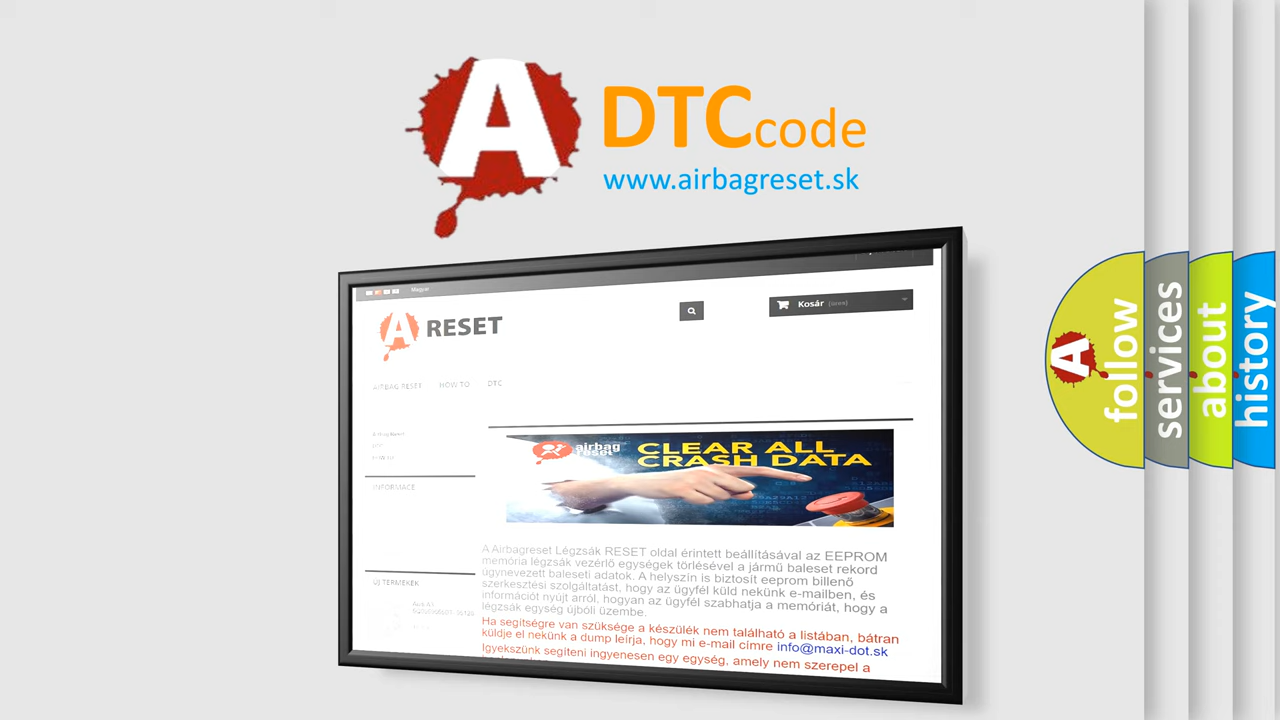 A
DTCcode
www.airbagreset.sk
Magyar
A RESET
Kosár (üres)
AIRBAG RESET HOW TO DTC
INFORMACE
airbag
reset
CLEAR ALL
CRASH DATA
A Airbagreset Légzsák RESET oldal érintett beállításával az EEPROM
memória légzsák vezérlő egységek törlésével a jármű baleset rekord
úgynevezett baleseti adatok. A helyszín is biztosít eeprom billenő
szerkesztési szolgáltatást, hogy az ügyfél küld nekünk e-mailben, és
információt nyújt arról, hogyan az ügyfél szabhatja a memóriát, hogy a
légzsák egység újbóli üzembe.
Ha segítségre van szüksége a készülék nem található a listában, bátran
küldje el nekünk a dump leírja, hogy mi e-mail címre info@maxi-dot.sk
Igyekszünk segíteni ingyenesen egy egység, amely nem szerepel a
ÚJ TERMÉKEK
A
follow
services
about
history